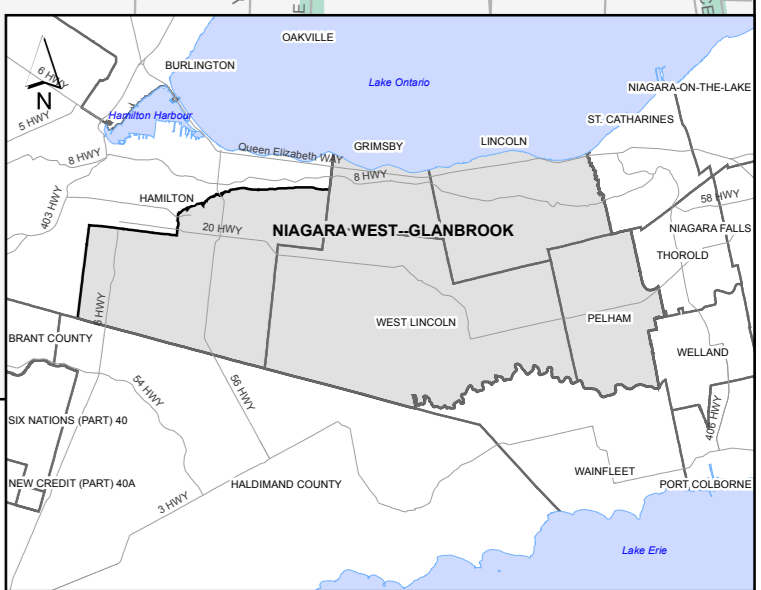 OAKVILLE
BURLINGTON
Lake Ontario
6 HWY
N
Hamilton Harbour
NIAGARA-ON-THE-LAKE
5 HWY
ST. CATHARINES
Queen Elizabeth WAY
GRIMSBY
LINCOLN
8 HWY
8 HWY
403 HWY
HAMILTON
58 HWY
20 HWY
NIAGARA WEST--GLANBROOK
NIAGARA FALLS
THOROLD
6 HWY
WEST LINCOLN
PELHAM
BRANT COUNTY
WELLAND
54 HWY
56 HWY
406 HWY
SIX NATIONS (PART) 40
WAINFLEET
NEW CREDIT (PART) 40A
HALDIMAND COUNTY
PORT COLBORNE
3 HWY
Lake Erie